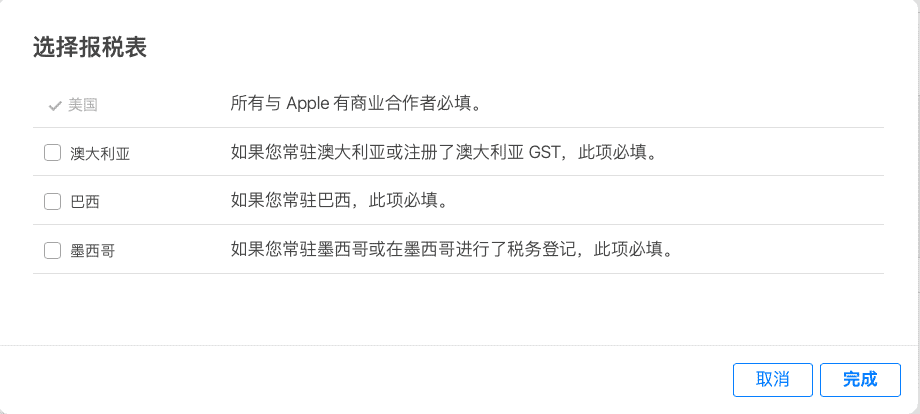 选择报税表
美国 所有与 Apple 有商业合作者必填。
澳大利亚 如果您常驻澳大利亚或注册了澳大利亚 GST，此项必填。
巴西 如果您常驻巴西，此项必填。
墨西哥 如果您常驻墨西哥或在墨西哥进行了税务登记，此项必填。
取消 完成